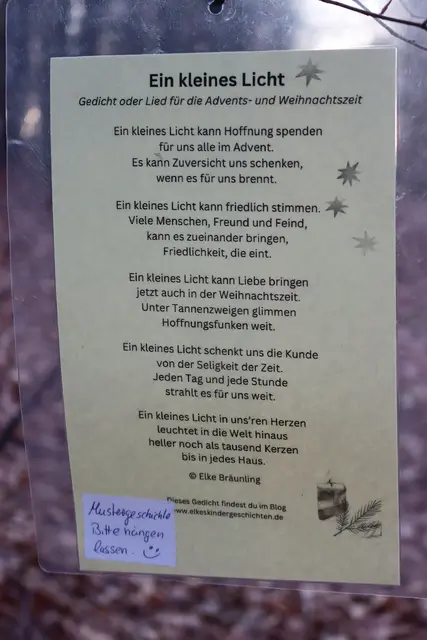 Ein kleines Licht
Gedicht oder Lied für die Advents- und Weihnachtszeit
Ein kleines Licht kann Hoffnung spenden
für uns alle im Advent.
Es kann Zuversicht uns schenken,
wenn es für uns brennt.
Ein kleines Licht kann friedlich stimmen.
Viele Menschen, Freund und Feind,
kann es zueinander bringen,
Friedlichkeit, die eint.
Ein kleines Licht kann Liebe bringen
jetzt auch in der Weihnachtszeit.
Unter Tannenzweigen glimmen
Hoffnungsfunken weit.
Ein kleines Licht schenkt uns die Kunde
von der Seligkeit der Zeit.
Jeden Tag und jede Stunde
strahlt es für uns weit.
Ein kleines Licht in uns'ren Herzen
leuchtet in die Welt hinaus
heller noch als tausend Kerzen
bis in jedes Haus.
© Elke Bräunling
Dieses Gedicht findest du im Blog
www.elkeskindergeschichten.de
Mustergeschichte
Bitte hängen
lassen.